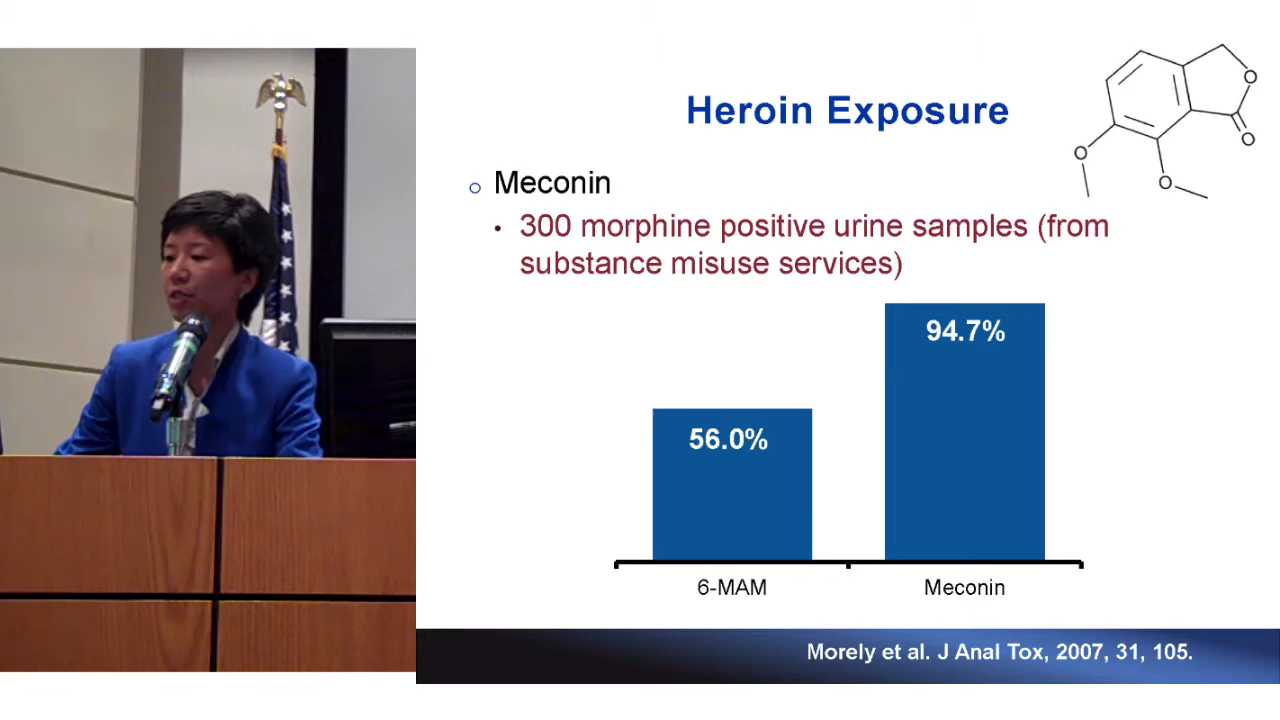 Heroin Exposure
Meconin
300 morphine positive urine samples (from
substance misuse services)
94.7%
56.0%
6-MAM
Meconin
Morely et al. J Anal Tox, 2007, 31, 105.
O
O
O
O